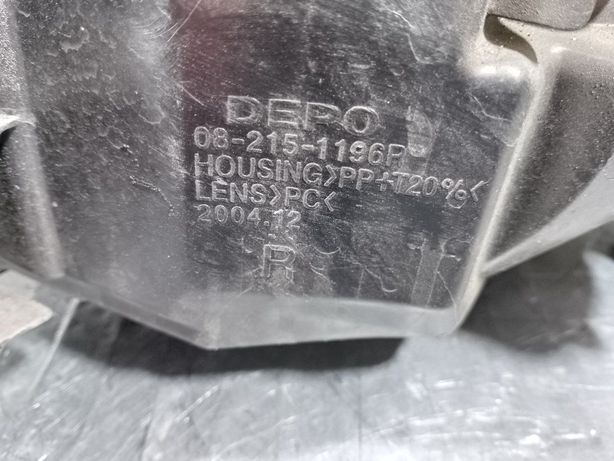 DEPO
08-215-1196R
HOUSING>PP+T20%<
LENS>PC<
2004.12
R